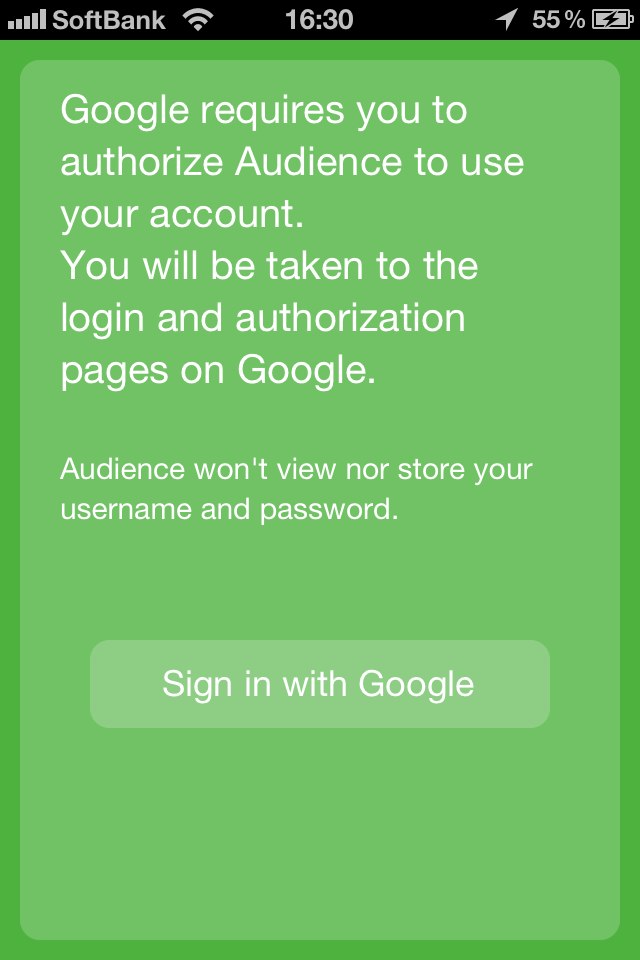 SoftBank 16:30 55 %
Google requires you to
authorize Audience to use
your account.
You will be taken to the
login and authorization
pages on Google.
Audience won't view nor store your
username and password.
Sign in with Google